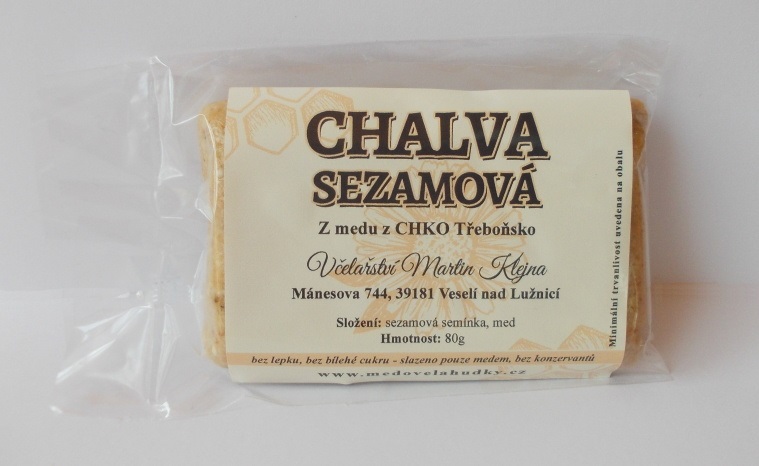 CHALVA
SEZAMOVÁ
Z medu z CHKO Třeboňsko
Včelařství Martin Klejna
Mánesova 744, 39181 Veselí nad Lužnicí
Složení: sezamová semínka, med
Hmotnost: 80g
bez lepku, bez bílehé cukru - slazeno pouze medem, bez konzervantů
www.medovelahudky.cz
Minimální trvanlivost uvedena na obalu